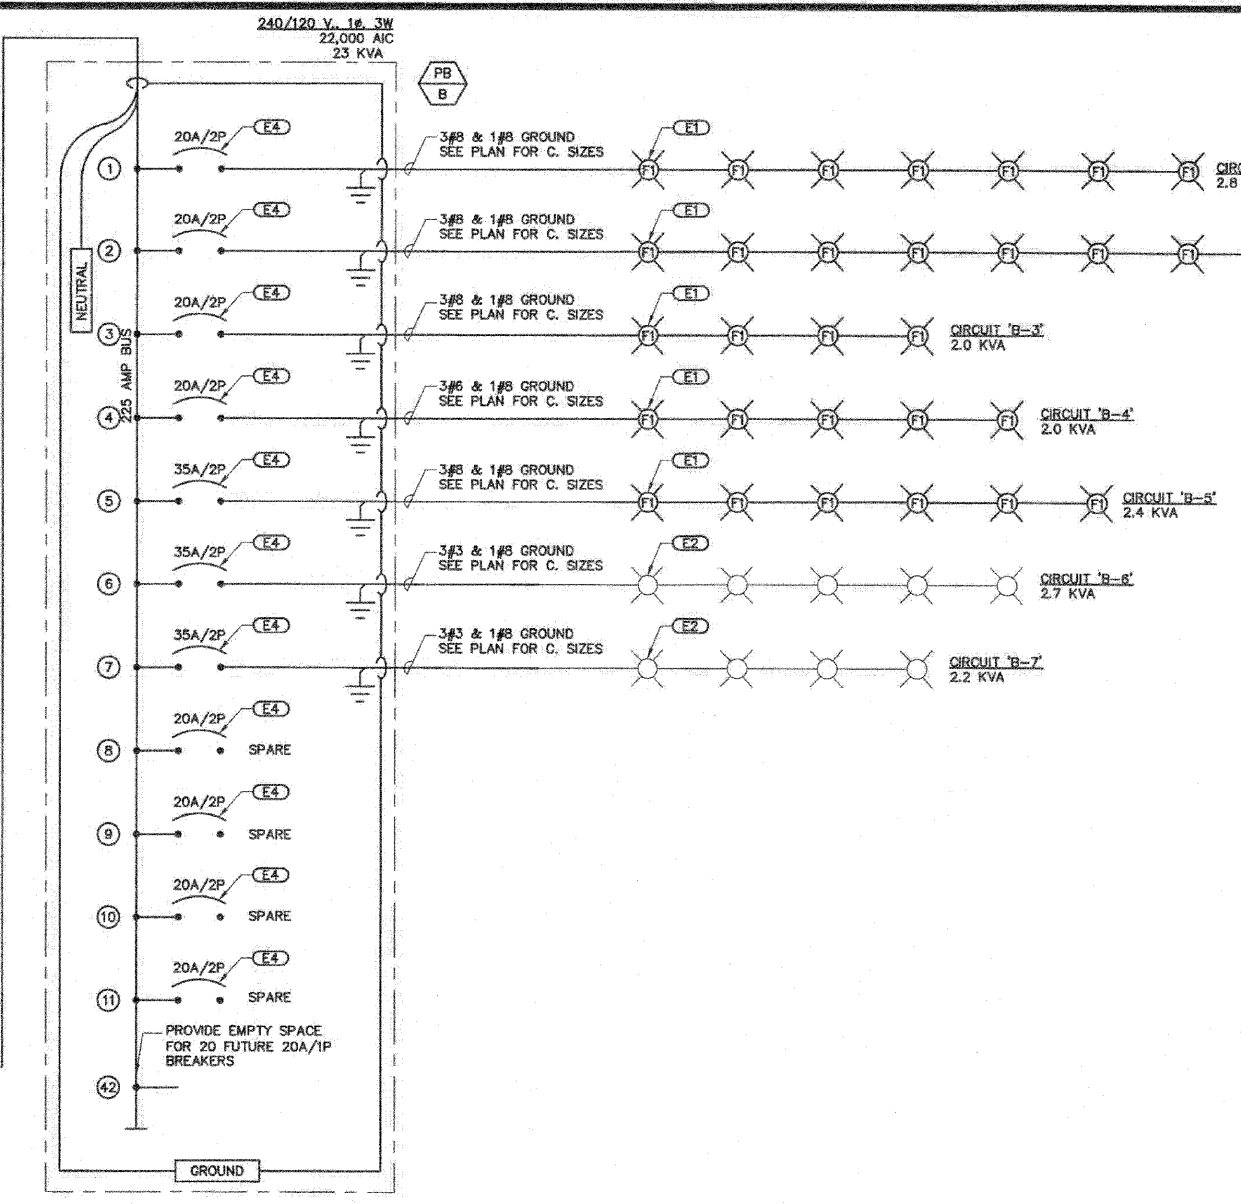 240/120 V., 1ø, 3W
22,000 AIC
23 KVA
PB
B
1
20A/2P
E4
3#8 & 1#8 GROUND
SEE PLAN FOR C. SIZES
E1
F1 F1 F1 F1 F1 F1 F1
2.8
2
20A/2P
E4
3#8 & 1#8 GROUND
SEE PLAN FOR C. SIZES
E1
F1 F1 F1 F1 F1 F1 F1
NEUTRAL
225 AMP BUS
3
20A/2P
E4
3#8 & 1#8 GROUND
SEE PLAN FOR C. SIZES
E1
F1 F1 F1 F1
CIRCUIT 'B-3'
2.0 KVA
4
20A/2P
E4
3#6 & 1#8 GROUND
SEE PLAN FOR C. SIZES
E1
F1 F1 F1 F1 F1
CIRCUIT 'B-4'
2.0 KVA
5
35A/2P
E4
3#8 & 1#8 GROUND
SEE PLAN FOR C. SIZES
E1
F1 F1 F1 F1 F1 F1
CIRCUIT 'B-5'
2.4 KVA
6
35A/2P
E4
3#3 & 1#8 GROUND
SEE PLAN FOR C. SIZES
E2
CIRCUIT 'B-6'
2.7 KVA
7
35A/2P
E4
3#3 & 1#8 GROUND
SEE PLAN FOR C. SIZES
E2
CIRCUIT 'B-7'
2.2 KVA
8
20A/2P
E4
SPARE
9
20A/2P
E4
SPARE
10
20A/2P
E4
SPARE
11
20A/2P
E4
SPARE
PROVIDE EMPTY SPACE
FOR 20 FUTURE 20A/1P
BREAKERS
42
GROUND